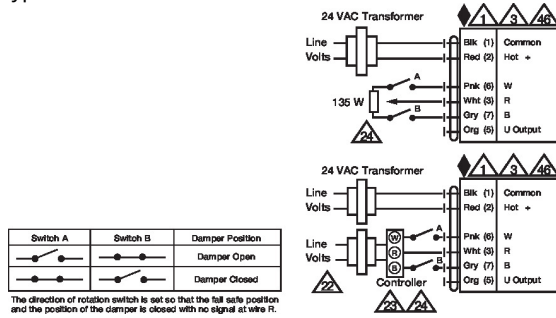 24 VAC Transformer
1 3 46
Line
Volts
Blk (1) Common
Red (2) Hot +
A
Pnk (6) W
135 W
Wht (3) R
B
Gry (7) B
Org (5) U Output
24
24 VAC Transformer
1 3 46
Line
Volts
Blk (1) Common
Red (2) Hot +
A
Pnk (6) W
W
Line
Volts
R
Wht (3) R
B
B
Gry (7) B
Controller
Org (5) U Output
22
23 24
Switch A Switch B Damper Position
Damper Open
Damper Closed
The direction of rotation switch is set so that the fail safe position
and the position of the damper is closed with no signal at wire R.